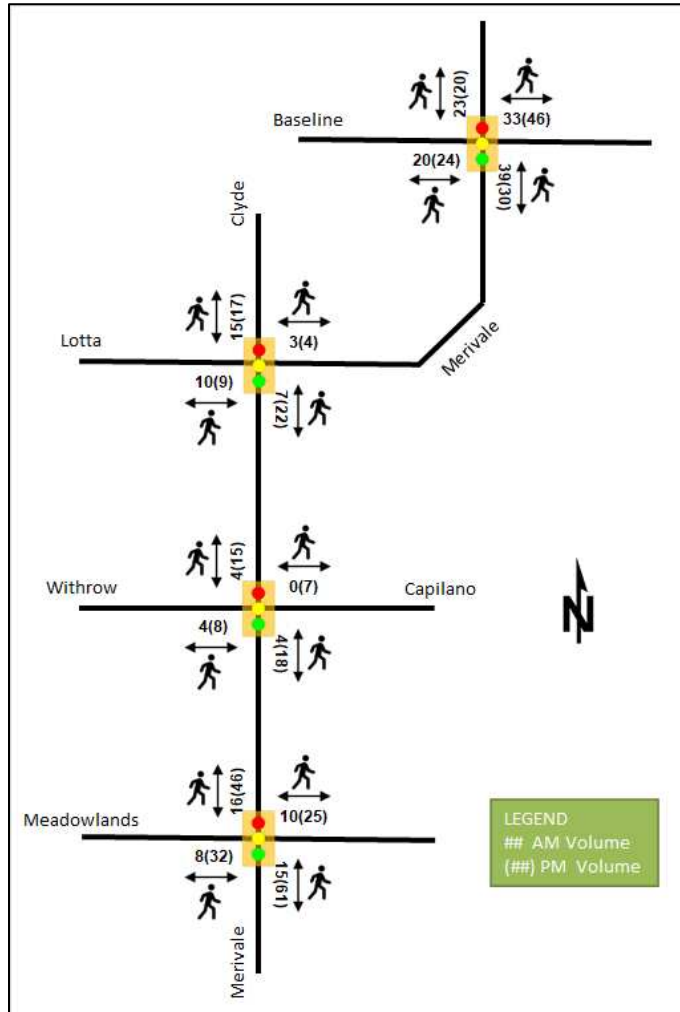 23(20)
33(46)
Baseline
20(24)
39(30)
Clyde
15(17)
3(4)
Lotta
Merivale
10(9)
7(22)
4(15)
0(7)
Withrow
Capilano
4(8)
4(18)
N
16(46)
10(25)
Meadowlands
8(32)
15(61)
Merivale
LEGEND
## AM Volume
(##) PM Volume